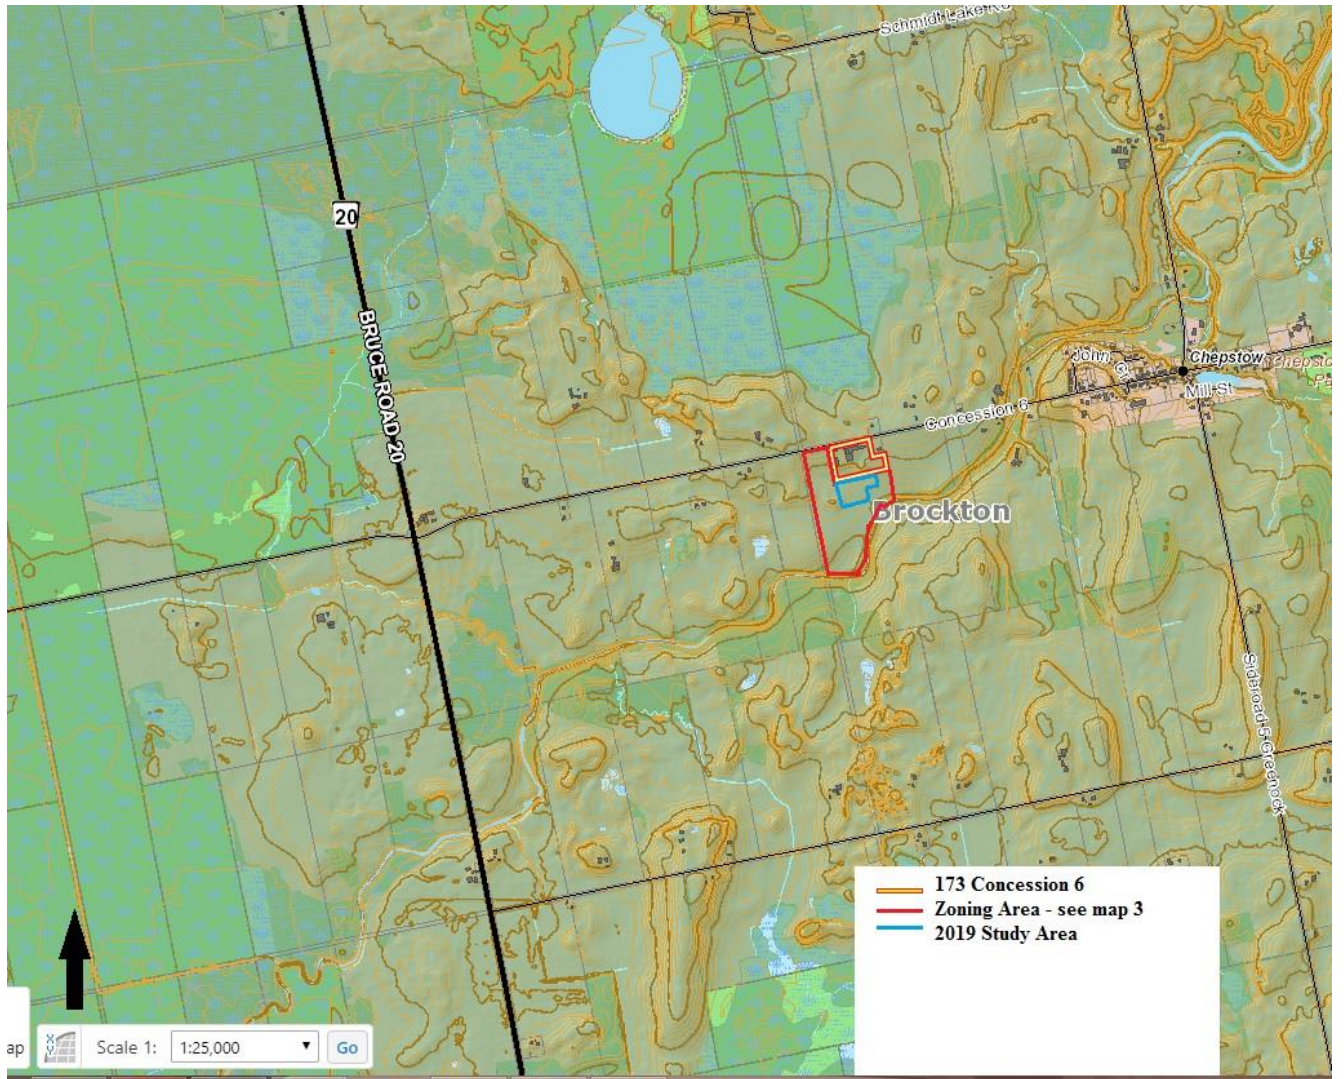 Schmidt Lake Rd
20
BRUCE ROAD 20
Concession 6
John
Chepstow
Mill St
Brockton
Sideroad 5 Greenock
173 Concession 6
Zoning Area - see map 3
2019 Study Area
ap
X
Y
Scale 1:
1:25,000
Go